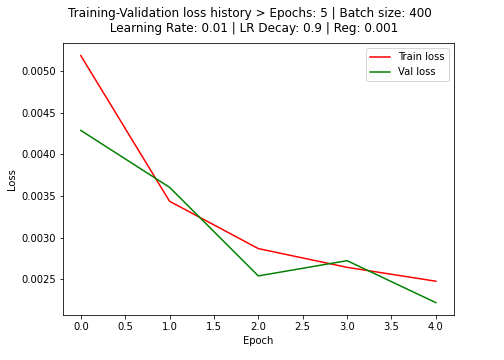 Training-Validation loss history > Epochs: 5 | Batch size: 400
Learning Rate: 0.01 | LR Decay: 0.9 | Reg: 0.001
Train loss
Val loss
0.0050
0.0045
0.0040
0.0035
0.0030
0.0025
Loss
0.0 0.5 1.0 1.5 2.0 2.5 3.0 3.5 4.0
Epoch